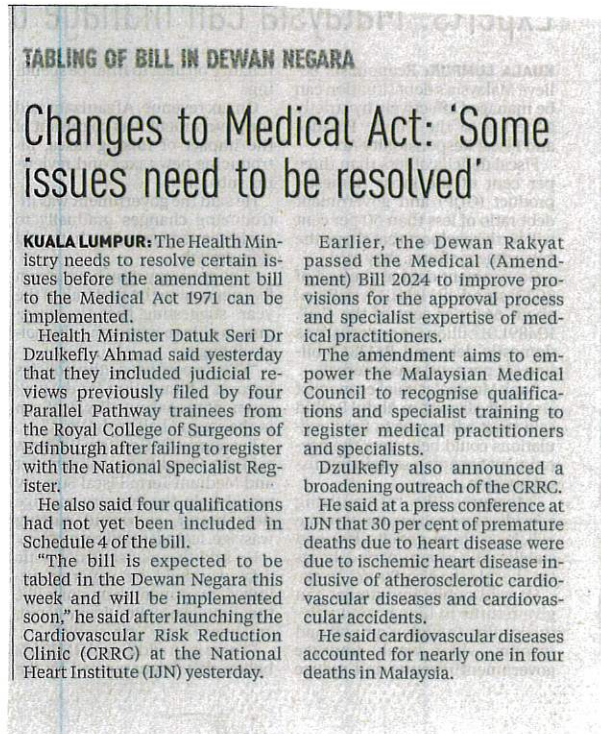 TABLING OF BILL IN DEWAN NEGARA
Changes to Medical Act: ‘Some
issues need to be resolved’
KUALA LUMPUR: The Health Min-
istry needs to resolve certain is-
sues before the amendment bill
to the Medical Act 1971 can be
implemented.
Health Minister Datuk Seri Dr
Dzulkefly Ahmad said yesterday
that they included judicial re-
views previously filed by four
Parallel Pathway trainees from
the Royal College of Surgeons of
Edinburgh after failing to register
with the National Specialist Reg-
ister.
He also said four qualifications
had not yet been included in
Schedule 4 of the bill.
“The bill is expected to be
tabled in the Dewan Negara this
week and will be implemented
soon,” he said after launching the
Cardiovascular Risk Reduction
Clinic (CRRC) at the National
Heart Institute (IJN) yesterday.
Earlier, the Dewan Rakyat
passed the Medical (Amend-
ment) Bill 2024 to improve pro-
visions for the approval process
and specialist expertise of med-
ical practitioners.
The amendment aims to em-
power the Malaysian Medical
Council to recognise qualifica-
tions and specialist training to
register medical practitioners
and specialists.
Dzulkefly also announced a
broadening outreach of the CRRC.
He said at a press conference at
IJN that 30 per cent of premature
deaths due to heart disease were
due to ischemic heart disease in-
clusive of atherosclerotic cardio-
vascular diseases and cardiovas-
cular accidents.
He said cardiovascular diseases
accounted for nearly one in four
deaths in Malaysia.